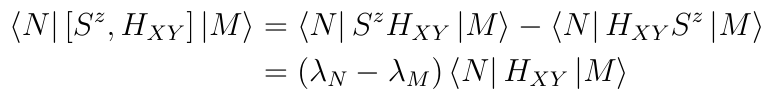 ⟨N| [S^z, H_{XY}] |M⟩ = ⟨N| S^z H_{XY} |M⟩ − ⟨N| H_{XY} S^z |M⟩
= (λ_N − λ_M) ⟨N| H_{XY} |M⟩